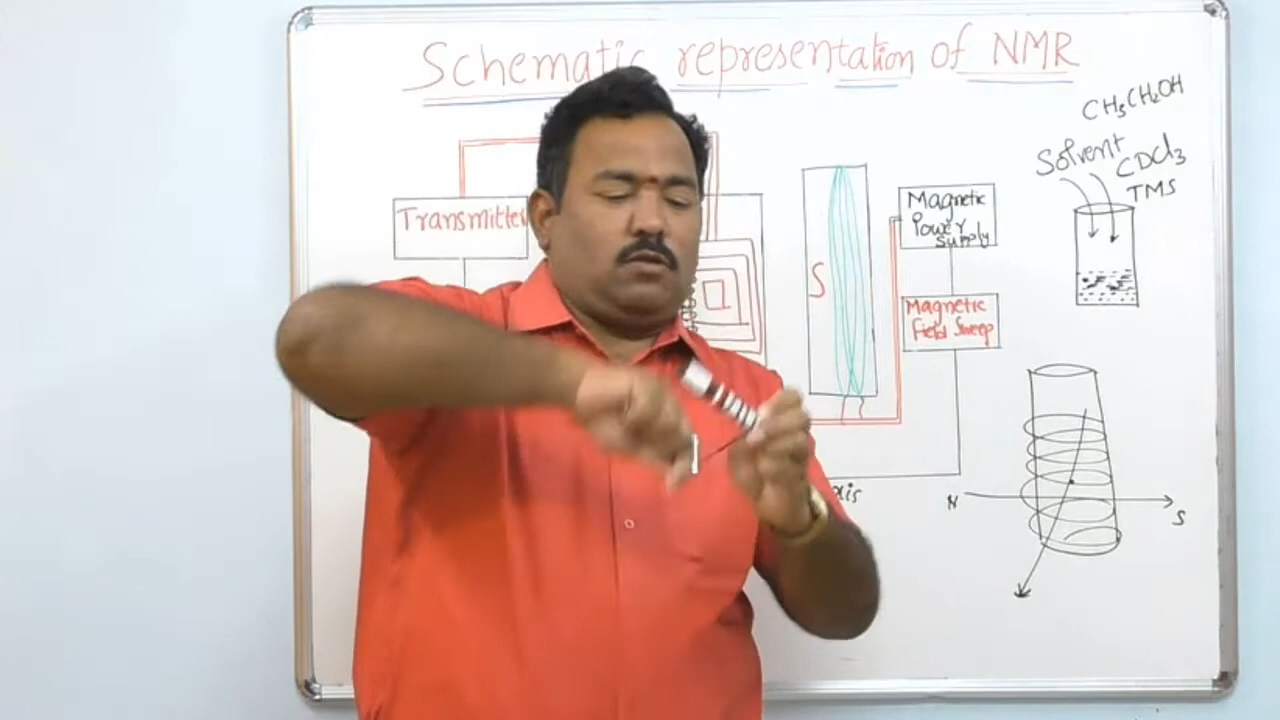 Schematic representation of NMR
CH3CH2OH
Solvent
CDCl3
TMS
Transmitter
S
Magnetic
Power
Supply
Magnetic
Field Sweep
N
S